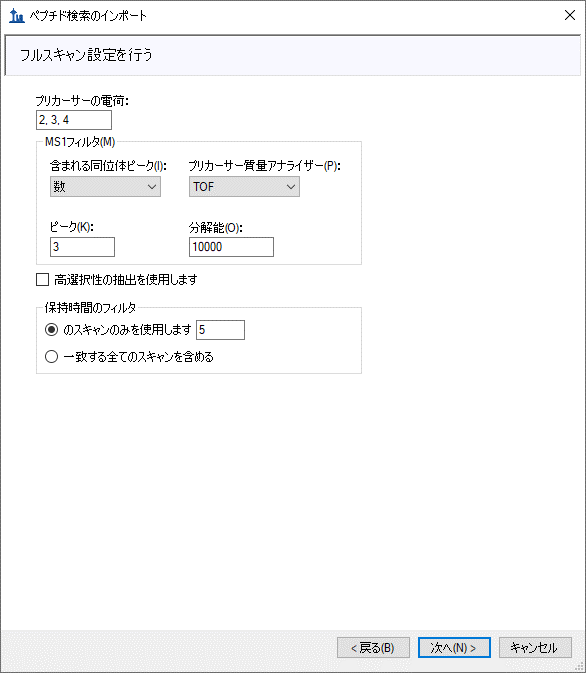 ペプチド検索のインポート
フルスキャン設定を行う
プリカーサーの電荷:
2, 3, 4
MS1フィルタ(M)
含まれる同位体ピーク(I): プリカーサー質量アナライザー(P):
数 TOF
ピーク(K): 分解能(O):
3 10000
高選択性の抽出を使用します
保持時間のフィルタ
のスキャンのみを使用します 5
一致する全てのスキャンを含める
< 戻る(B) 次へ(N) > キャンセル